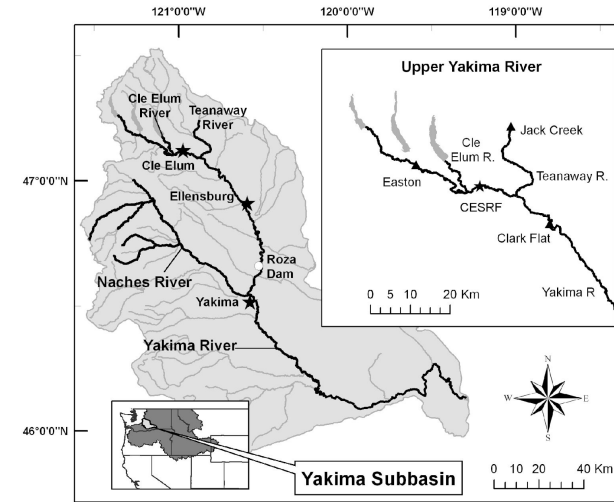 121°0'0"W
120°0'0"W
119°0'0"W
47°0'0"N
46°0'0"N
Cle Elum
River
Teanaway
River
Cle Elum
Ellensburg
Roza
Dam
Naches River
Yakima
Yakima River
Upper Yakima River
Jack Creek
Cle
Elum R.
Teanaway R.
Easton
CESRF
Clark Flat
Yakima R
0 5 10 20 Km
N
W E
S
Yakima Subbasin
0 10 20 40 Km